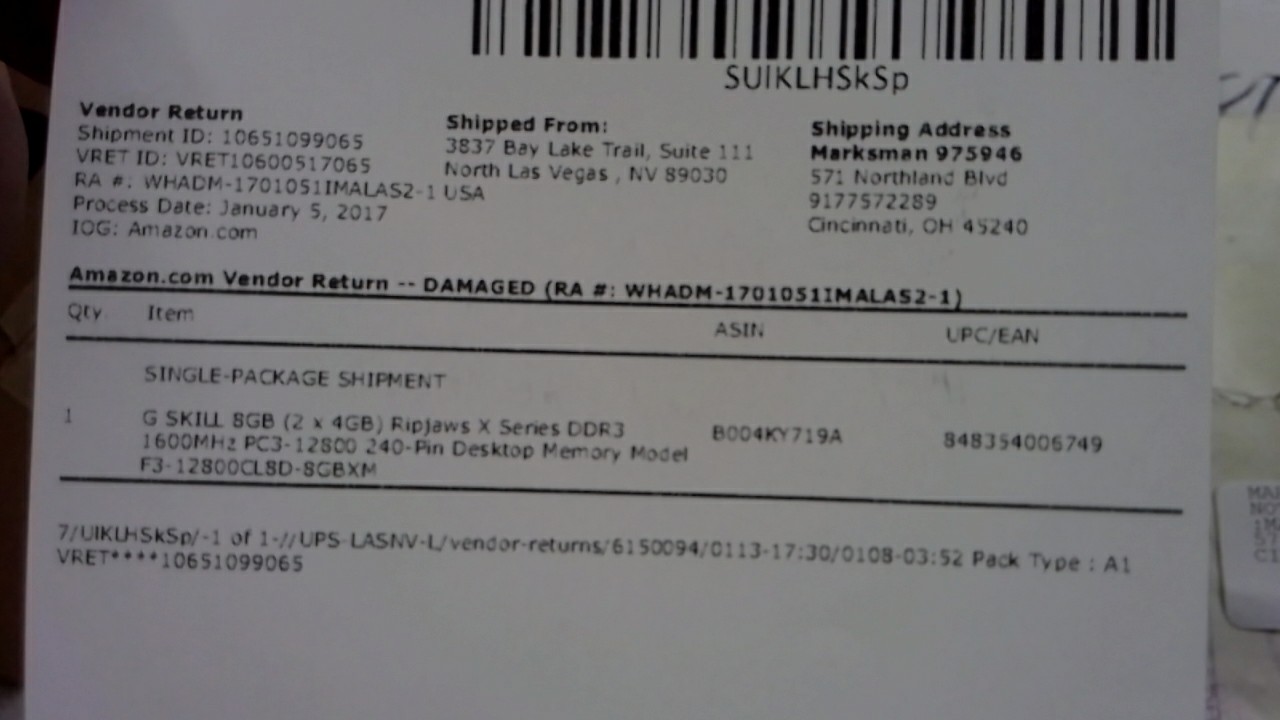 SUIKLHSkSp
Vendor Return
Shipment ID: 10651099065
VRET ID: VRET10600517065
RA #: WHADM-1701051IMALAS2-1
Process Date: January 5, 2017
IOG: Amazon.com
Shipped From:
3837 Bay Lake Trail, Suite 111
North Las Vegas , NV 89030
USA
Shipping Address
Marksman 975946
571 Northland Blvd
9177572289
Cincinnati, OH 45240
Amazon.com Vendor Return -- DAMAGED (RA #: WHADM-1701051IMALAS2-1)
Qty Item ASIN UPC/EAN
SINGLE-PACKAGE SHIPMENT
1 G SKILL 8GB (2 x 4GB) Ripjaws X Series DDR3 B004KY719A 848354006749
1600MHz PC3-12800 240-Pin Desktop Memory Model
F3-12800CL8D-8GBXM
7/UIKLHSkSp/-1 of 1-//UPS-LASNV-L/vendor-returns/6150094/0113-17:30/0108-03:52 Pack Type : A1
VRET****10651099065